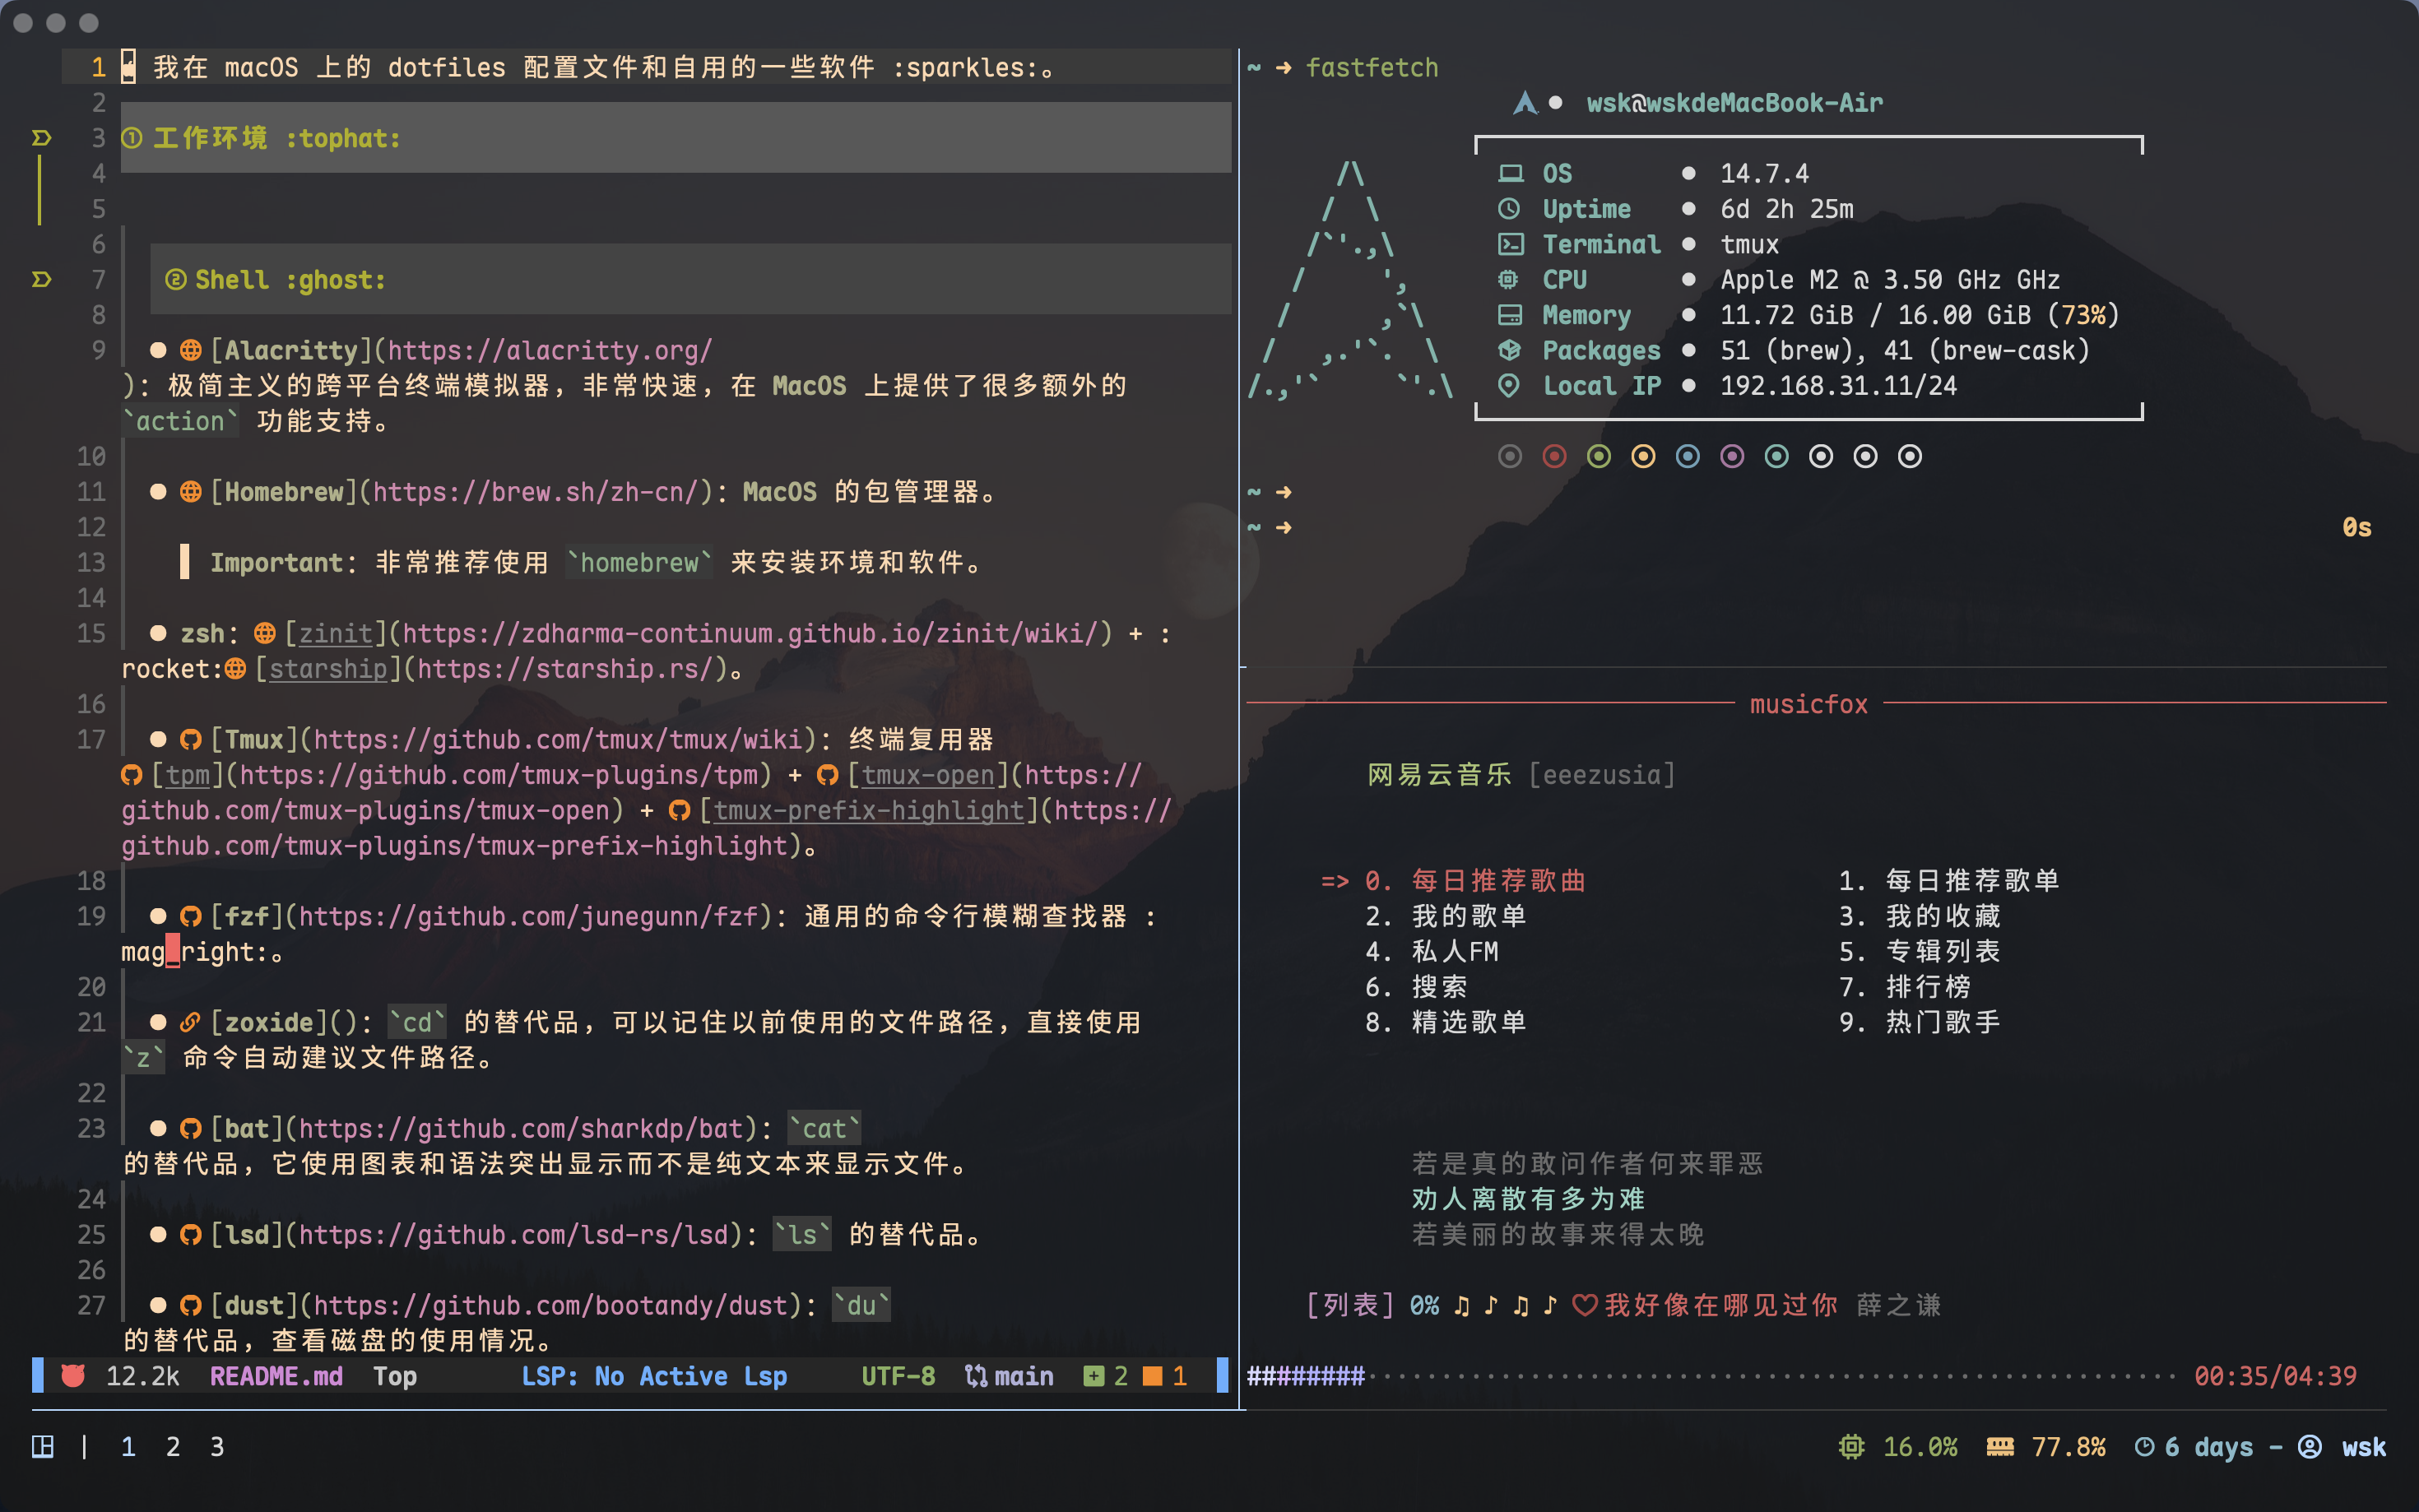 1  我在 macOS 上的 dotfiles 配置文件和自用的一些软件 :sparkles:。
2
3 ① 工作环境 :tophat:
4
5
6
7 ② Shell :ghost:
8
9 ● [Alacritty](https://alacritty.org/
): 极简主义的跨平台终端模拟器，非常快速，在 MacOS 上提供了很多额外的
`action` 功能支持。
10
11 ● [Homebrew](https://brew.sh/zh-cn/): MacOS 的包管理器。
12
13 Important: 非常推荐使用 `homebrew` 来安装环境和软件。
14
15 ● zsh: [zinit](https://zdharma-continuum.github.io/zinit/wiki/) + :
rocket: [starship](https://starship.rs/)。
16
17 ● [Tmux](https://github.com/tmux/tmux/wiki): 终端复用器
[tpm](https://github.com/tmux-plugins/tpm) + [tmux-open](https://
github.com/tmux-plugins/tmux-open) + [tmux-prefix-highlight](https://
github.com/tmux-plugins/tmux-prefix-highlight)。
18
19 ● [fzf](https://github.com/junegunn/fzf): 通用的命令行模糊查找器 :
mag_right:。
20
21 ● [zoxide](): `cd` 的替代品，可以记住以前使用的文件路径，直接使用
`z` 命令自动建议文件路径。
22
23 ● [bat](https://github.com/sharkdp/bat): `cat`
的替代品，它使用图表和语法突出显示而不是纯文本来显示文件。
24
25 ● [lsd](https://github.com/lsd-rs/lsd): `ls` 的替代品。
26
27 ● [dust](https://github.com/bootandy/dust): `du`
的替代品，查看磁盘的使用情况。
12.2k README.md Top LSP: No Active Lsp UTF-8 main 2 1
~ ➜ fastfetch
● wsk@wskdeMacBook-Air
OS ● 14.7.4
Uptime ● 6d 2h 25m
Terminal ● tmux
CPU ● Apple M2 @ 3.50 GHz GHz
Memory ● 11.72 GiB / 16.00 GiB (73%)
Packages ● 51 (brew), 41 (brew-cask)
Local IP ● 192.168.31.11/24
~ ➜
~ ➜ 0s
musicfox
网易云音乐 [eeezusia]
=> 0. 每日推荐歌曲 1. 每日推荐歌单
2. 我的歌单 3. 我的收藏
4. 私人FM 5. 专辑列表
6. 搜索 7. 排行榜
8. 精选歌单 9. 热门歌手
若是真的敢问作者何来罪恶
劝人离散有多为难
若美丽的故事来得太晚
[列表] 0% ♫ ♪ ♫ ♪ ♡ 我好像在哪见过你 薛之谦
######## 00:35/04:39
| 1 2 3 16.0% 77.8% 6 days - wsk